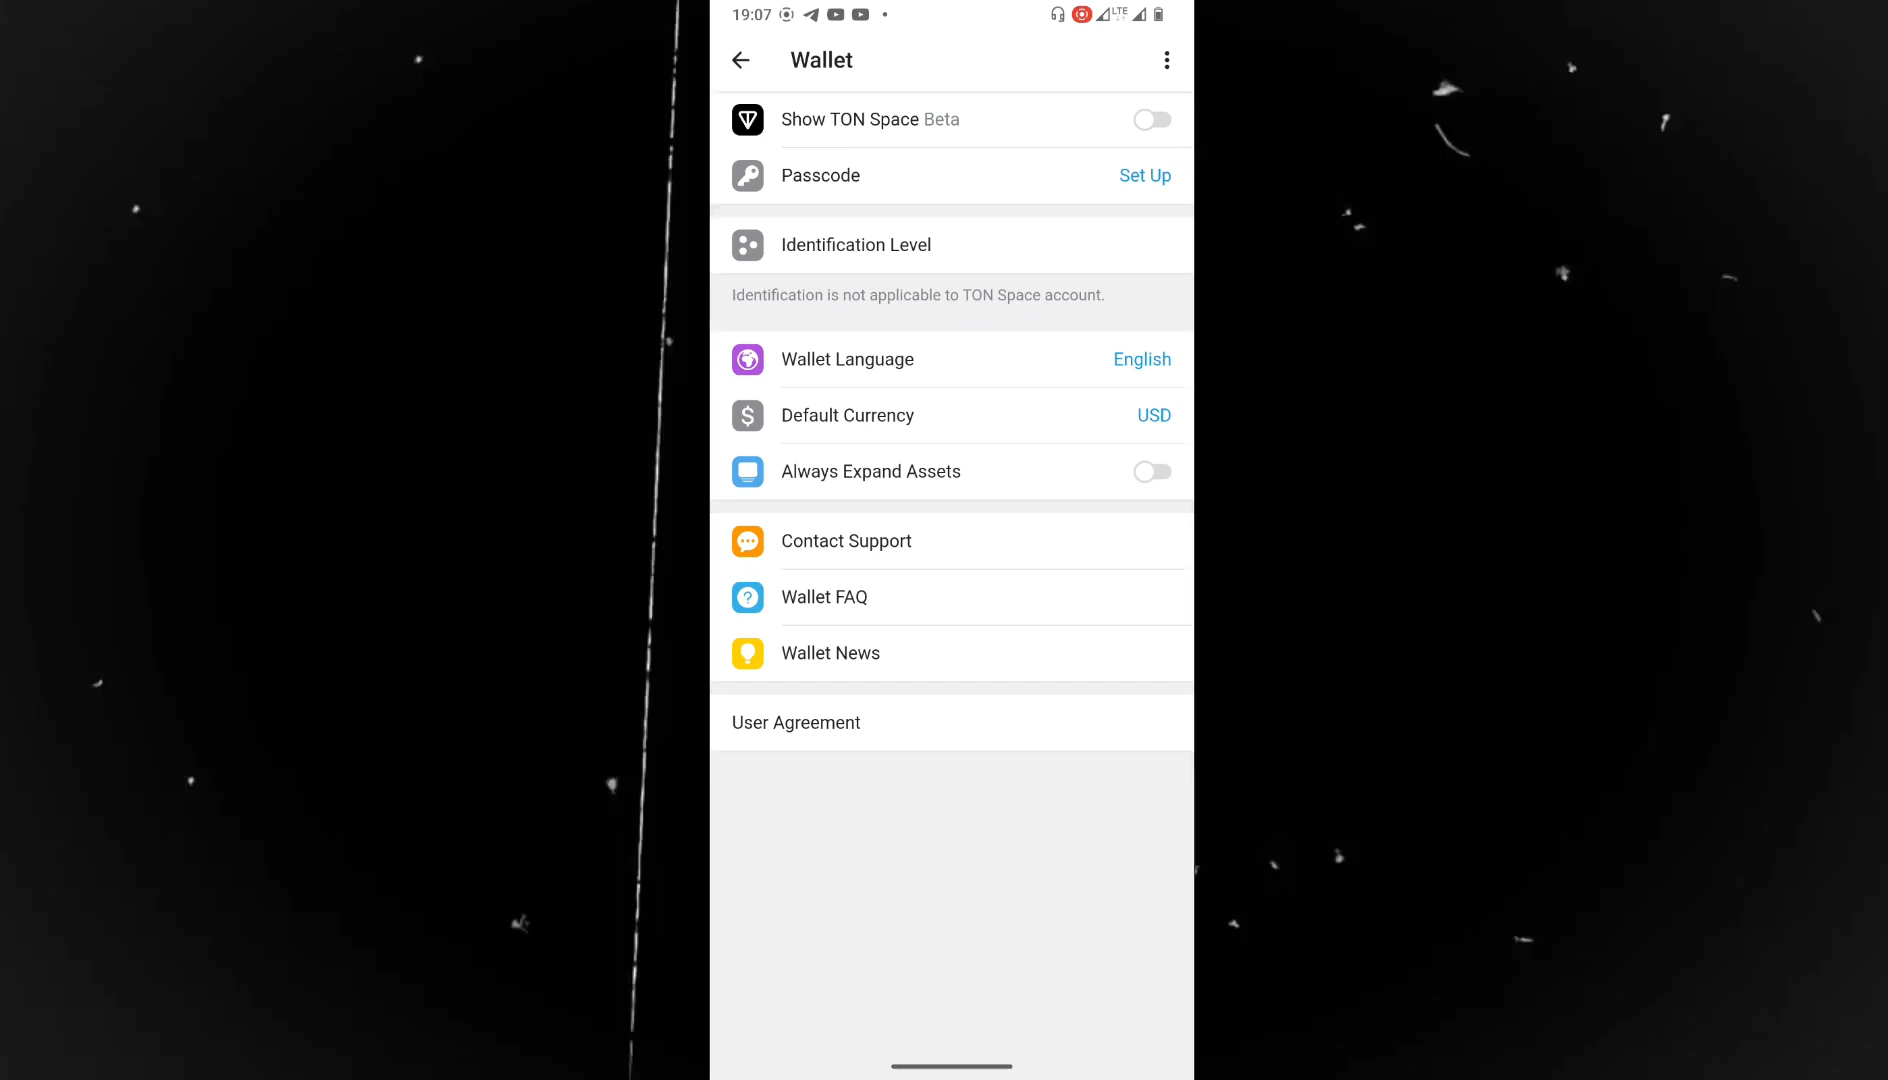 19:07 LTE
Wallet
Show TON Space Beta
Passcode Set Up
Identification Level
Identification is not applicable to TON Space account.
Wallet Language English
Default Currency USD
Always Expand Assets
Contact Support
Wallet FAQ
Wallet News
User Agreement